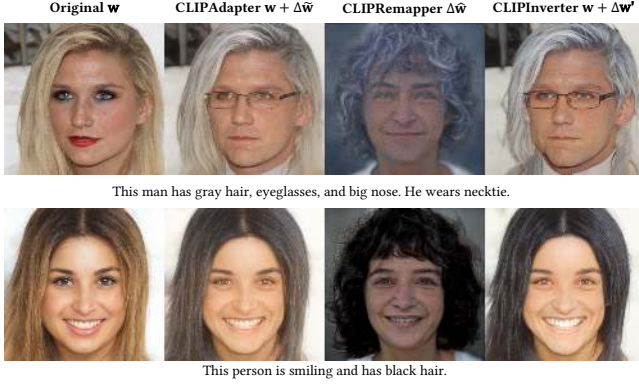 Original w CLIPAdapter w + Δw̃ CLIPRemapper Δŵ CLIPInverter w + Δw'
This man has gray hair, eyeglasses, and big nose. He wears necktie.
This person is smiling and has black hair.